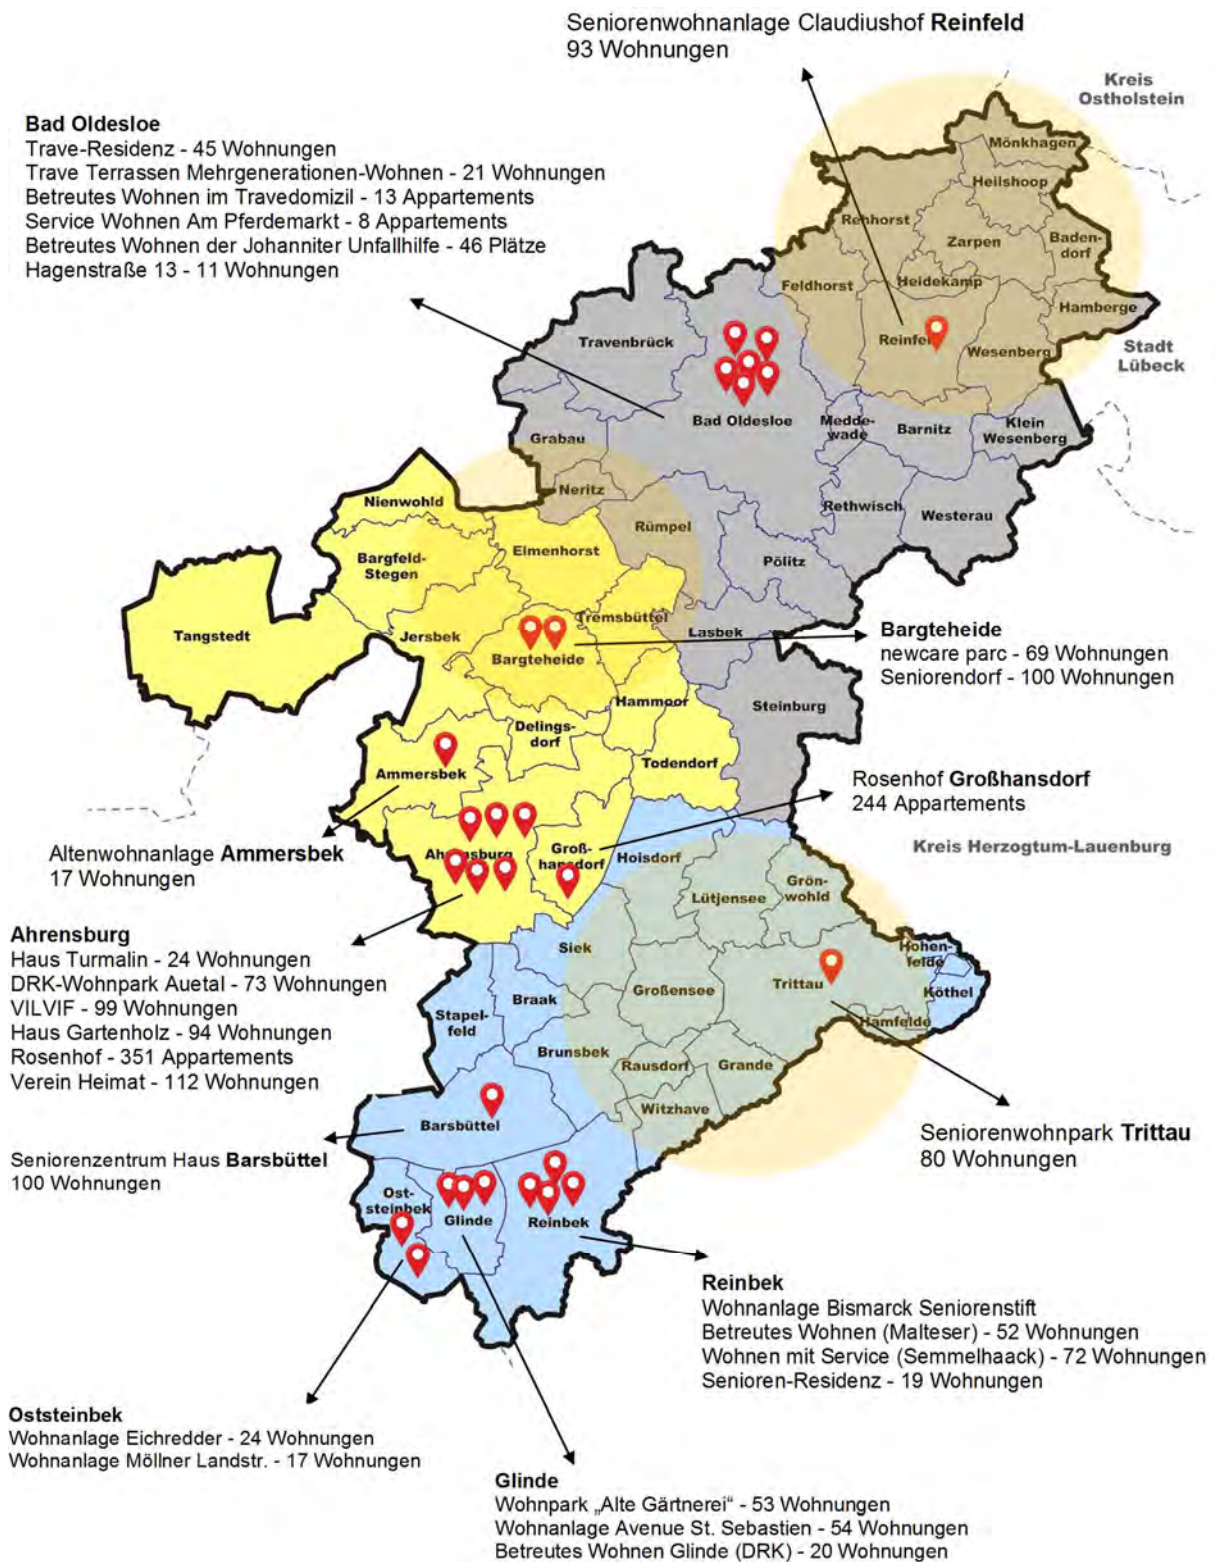 Seniorenwohnanlage Claudiushof Reinfeld
93 Wohnungen
Kreis
Ostholstein
Bad Oldesloe
Trave-Residenz - 45 Wohnungen
Trave Terrassen Mehrgenerationen-Wohnen - 21 Wohnungen
Betreutes Wohnen im Travedomizil - 13 Appartements
Service Wohnen Am Pferdemarkt - 8 Appartements
Betreutes Wohnen der Johanniter Unfallhilfe - 46 Plätze
Hagenstraße 13 - 11 Wohnungen
Mönkhagen
Heilshoop
Rehhorst
Zarpen
Baden-
dorf
Feldhorst
Heidekamp
Hamberge
Travenbrück
Wesenberg
Stadt
Lübeck
Bad Oldesloe
Medde-
wade
Barnitz
Klein
Wesenberg
Grabau
Neritz
Nienwohld
Rümpel
Rethwisch
Westerau
Elmenhorst
Bargfeld-
Stegen
Pölitz
Tangstedt
Jersbek
Tremsbüttel
Lasbek
Bargteheide
Bargteheide
newcare parc - 69 Wohnungen
Seniorendorf - 100 Wohnungen
Hammoor
Steinburg
Delings-
dorf
Todendorf
Ammersbek
Rosenhof Großhansdorf
244 Appartements
Altenwohnanlage Ammersbek
17 Wohnungen
Groß-
hansdorf
Hoisdorf
Kreis Herzogtum-Lauenburg
Grön-
wohld
Lütjensee
Ahrensburg
Haus Turmalin - 24 Wohnungen
DRK-Wohnpark Auetal - 73 Wohnungen
VILVIF - 99 Wohnungen
Haus Gartenholz - 94 Wohnungen
Rosenhof - 351 Appartements
Verein Heimat - 112 Wohnungen
Siek
Hohen-
felde
Großensee
Trittau
Köthel
Braak
Stapel-
feld
Hamfelde
Brunsbek
Rausdorf
Grande
Witzhave
Barsbüttel
Seniorenwohnpark Trittau
80 Wohnungen
Seniorenzentrum Haus Barsbüttel
100 Wohnungen
Ost-
steinbek
Glinde
Reinbek
Reinbek
Wohnanlage Bismarck Seniorenstift
Betreutes Wohnen (Malteser) - 52 Wohnungen
Wohnen mit Service (Semmelhaack) - 72 Wohnungen
Senioren-Residenz - 19 Wohnungen
Oststeinbek
Wohnanlage Eichredder - 24 Wohnungen
Wohnanlage Möllner Landstr. - 17 Wohnungen
Glinde
Wohnpark „Alte Gärtnerei“ - 53 Wohnungen
Wohnanlage Avenue St. Sebastien - 54 Wohnungen
Betreutes Wohnen Glinde (DRK) - 20 Wohnungen